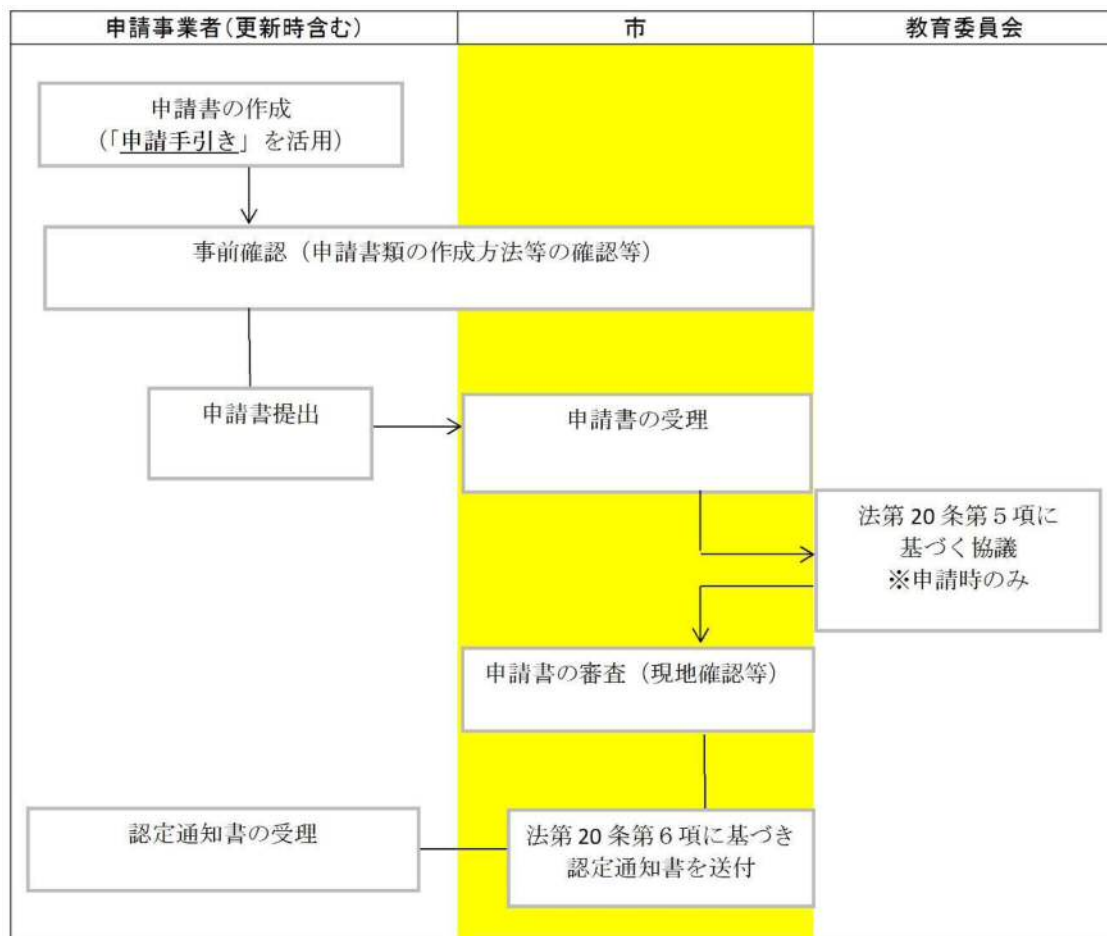 申請事業者(更新時含む)
市
教育委員会
申請書の作成
(「申請手引き」を活用)
事前確認(申請書類の作成方法等の確認等)
申請書提出
申請書の受理
法第 20 条第5項に
基づく協議
※申請時のみ
申請書の審査(現地確認等)
認定通知書の受理
法第 20 条第6項に基づき
認定通知書を送付